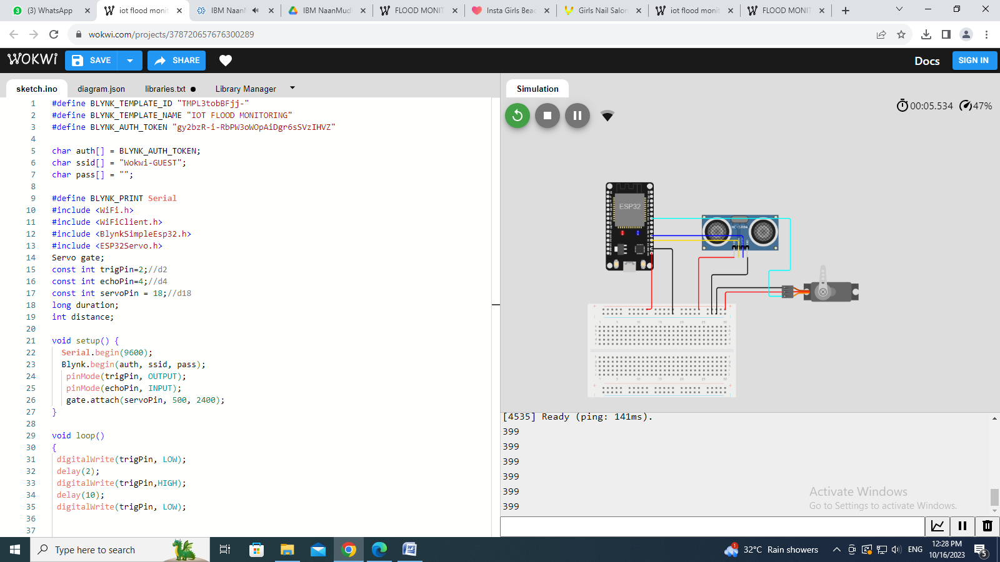 (3) WhatsApp
iot flood monit
IBM Naan
IBM NaanMud
FLOOD MONIT
Insta Girls Beac
Girls Nail Salon
iot flood monit
FLOOD MONIT
wokwi.com/projects/378720657676300289
WOKWI
SAVE
SHARE
Docs
SIGN IN
sketch.ino
diagram.json
libraries.txt
Library Manager
Simulation
00:05.534
47%
1 #define BLYNK_TEMPLATE_ID "TMPL3tobBFjj-"
2 #define BLYNK_TEMPLATE_NAME "IOT FLOOD MONITORING"
3 #define BLYNK_AUTH_TOKEN "gy2bzR-i-RbPW3oWOpAiDgr6sSVzIHVZ"
4
5 char auth[] = BLYNK_AUTH_TOKEN;
6 char ssid[] = "Wokwi-GUEST";
7 char pass[] = "";
8
9 #define BLYNK_PRINT Serial
10 #include <WiFi.h>
11 #include <WiFiClient.h>
12 #include <BlynkSimpleEsp32.h>
13 #include <ESP32Servo.h>
14 Servo gate;
15 const int trigPin=2;//d2
16 const int echoPin=4;//d4
17 const int servoPin = 18;//d18
18 long duration;
19 int distance;
20
21 void setup() {
22 Serial.begin(9600);
23 Blynk.begin(auth, ssid, pass);
24 pinMode(trigPin, OUTPUT);
25 pinMode(echoPin, INPUT);
26 gate.attach(servoPin, 500, 2400);
27 }
28
29 void loop()
30 {
31 digitalWrite(trigPin, LOW);
32 delay(2);
33 digitalWrite(trigPin,HIGH);
34 delay(10);
35 digitalWrite(trigPin, LOW);
36
37
ESP32
HC-SR04
[4535] Ready (ping: 141ms).
399
399
399
399
399
399
Activate Windows
Go to Settings to activate Windows.
Type here to search
32°C Rain showers
ENG
12:28 PM
10/16/2023
5